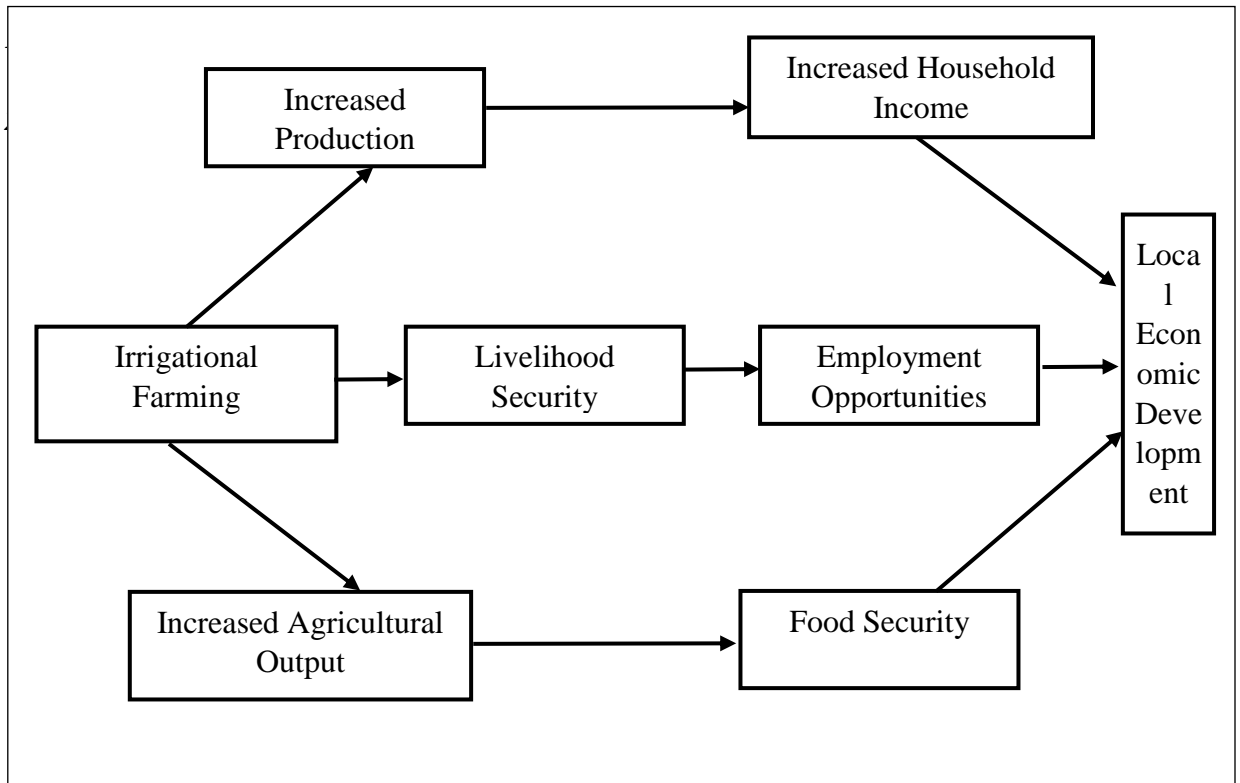 Increased
Production
Increased Household
Income
Irrigational
Farming
Livelihood
Security
Employment
Opportunities
Loca
l
Econ
omic
Deve
lopm
ent
Increased Agricultural
Output
Food Security